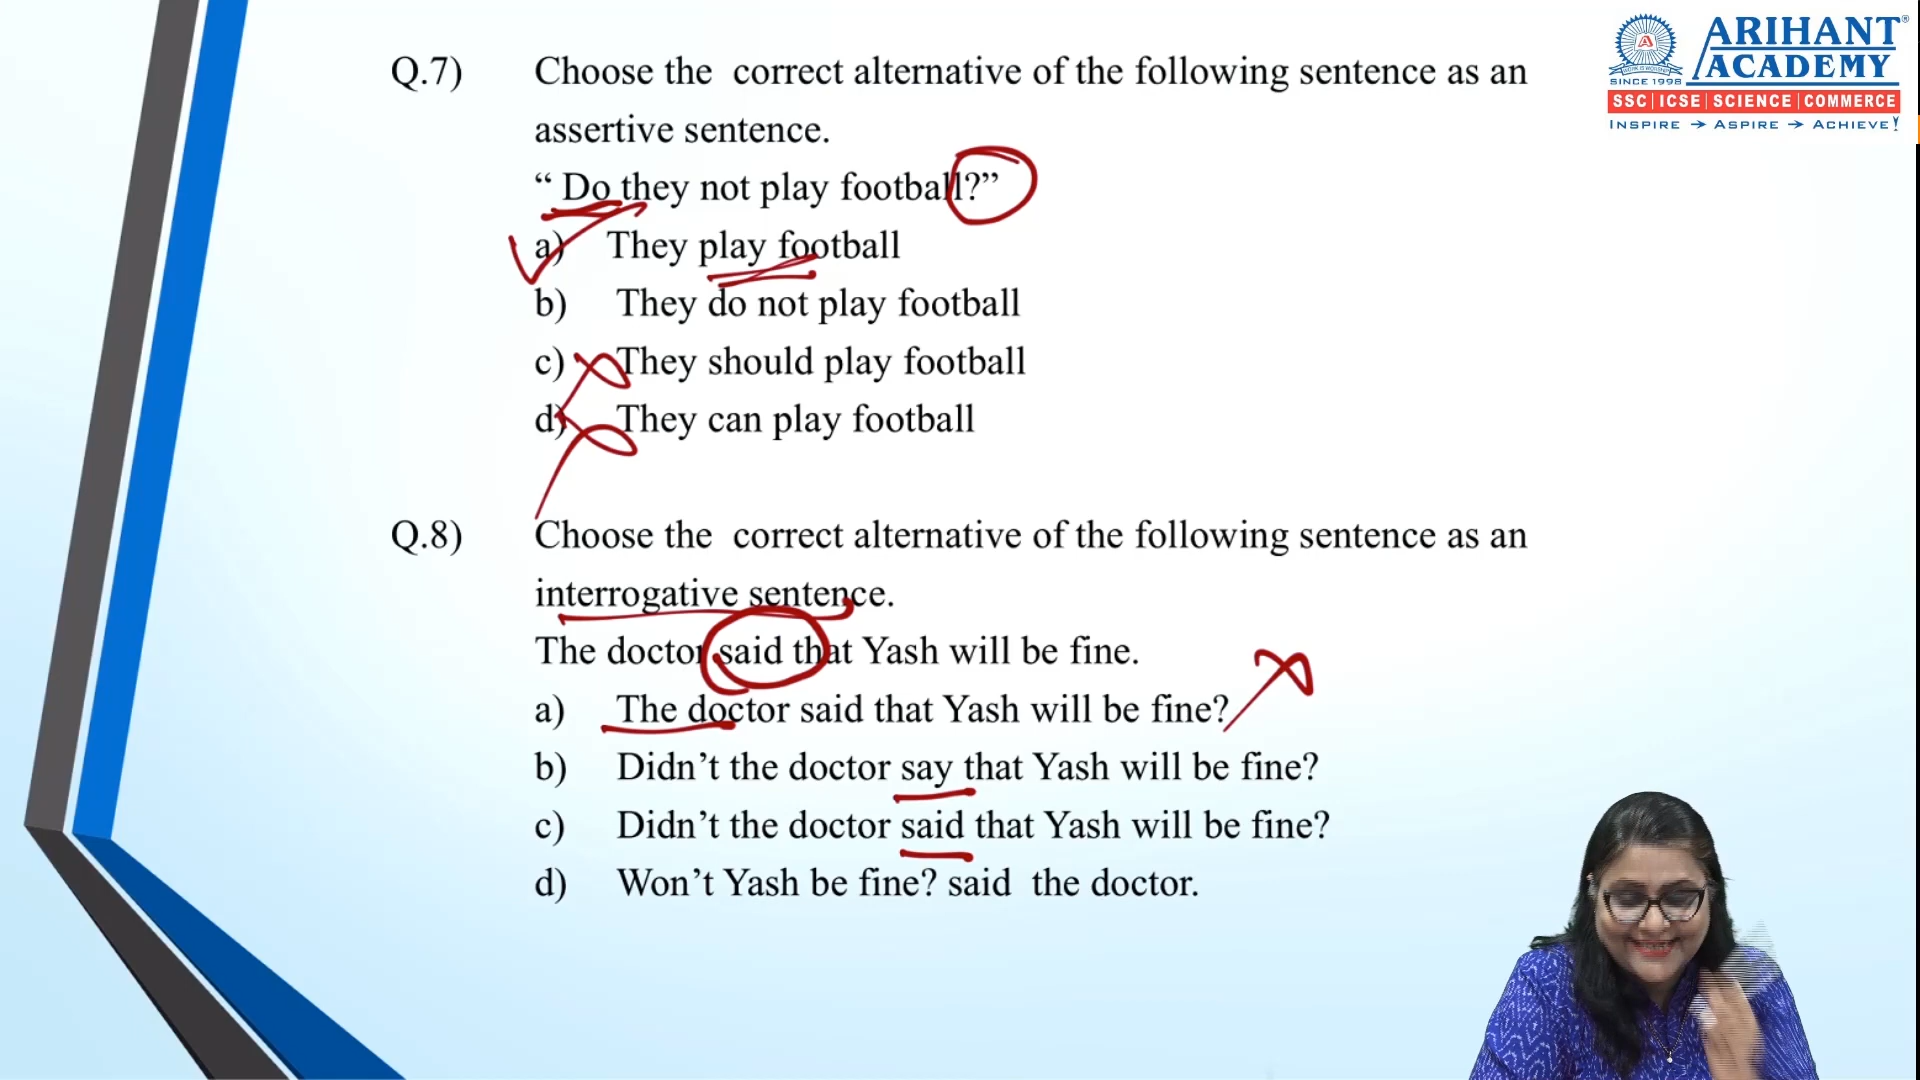 ARIHANT
ACADEMY
SINCE 1998
SSC | ICSE | SCIENCE | COMMERCE
INSPIRE → ASPIRE → ACHIEVE!
Q.7) Choose the correct alternative of the following sentence as an
assertive sentence.
“ Do they not play football?”
a) They play football
b) They do not play football
c) They should play football
d) They can play football
Q.8) Choose the correct alternative of the following sentence as an
interrogative sentence.
The doctor said that Yash will be fine.
a) The doctor said that Yash will be fine?
b) Didn’t the doctor say that Yash will be fine?
c) Didn’t the doctor said that Yash will be fine?
d) Won’t Yash be fine? said the doctor.